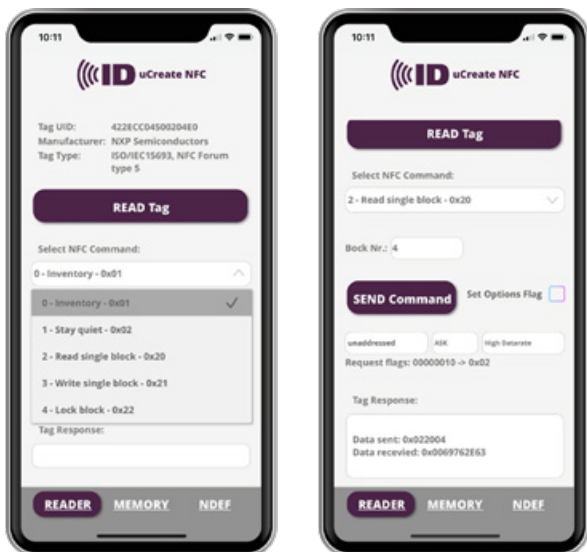 10:11
ID uCreate NFC
Tag UID: 422ECC04500204E0
Manufacturer: NXP Semiconductors
Tag Type: ISO/IEC15693, NFC Forum
type 5
READ Tag
Select NFC Command:
0 - Inventory - 0x01
0 - Inventory - 0x01
1 - Stay quiet - 0x02
2 - Read single block - 0x20
3 - Write single block - 0x21
4 - Lock block - 0x22
Tag Response:
READER MEMORY NDEF
10:11
ID uCreate NFC
READ Tag
Select NFC Command:
2 - Read single block - 0x20
Bock Nr.: 4
SEND Command Set Options Flag
unaddressed ASK High Datarate
Request flags: 00000010 -> 0x02
Tag Response:
Data sent: 0x022004
Data recevied: 0x0069762E63
READER MEMORY NDEF